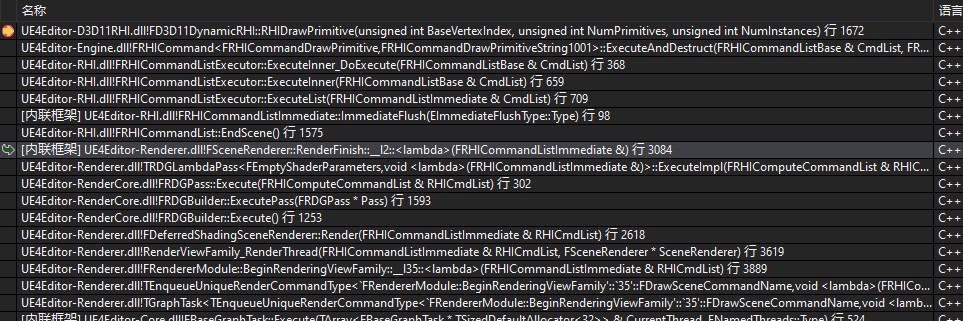 名称 语言
UE4Editor-D3D11RHI.dll!FD3D11DynamicRHI::RHIDrawPrimitive(unsigned int BaseVertexIndex, unsigned int NumPrimitives, unsigned int NumInstances) 行 1672 C++
UE4Editor-Engine.dll!FRHICommand<FRHICommandDrawPrimitive,FRHICommandDrawPrimitiveString1001>::ExecuteAndDestruct(FRHICommandListBase & CmdList, FR... C++
UE4Editor-RHI.dll!FRHICommandListExecutor::ExecuteInner_DoExecute(FRHICommandListBase & CmdList) 行 368 C++
UE4Editor-RHI.dll!FRHICommandListExecutor::ExecuteInner(FRHICommandListBase & CmdList) 行 659 C++
UE4Editor-RHI.dll!FRHICommandListExecutor::ExecuteList(FRHICommandListImmediate & CmdList) 行 709 C++
[内联框架] UE4Editor-RHI.dll!FRHICommandListImmediate::ImmediateFlush(EImmediateFlushType::Type) 行 98 C++
UE4Editor-RHI.dll!FRHICommandList::EndScene() 行 1575 C++
[内联框架] UE4Editor-Renderer.dll!FSceneRenderer::RenderFinish::__l2::<lambda>(FRHICommandListImmediate &) 行 3084 C++
UE4Editor-Renderer.dll!TRDGLambdaPass<FEmptyShaderParameters,void <lambda>(FRHICommandListImmediate &)>::ExecuteImpl(FRHIComputeCommandList & RHIC... C++
UE4Editor-RenderCore.dll!FRDGPass::Execute(FRHIComputeCommandList & RHICmdList) 行 302 C++
UE4Editor-RenderCore.dll!FRDGBuilder::ExecutePass(FRDGPass * Pass) 行 1593 C++
UE4Editor-RenderCore.dll!FRDGBuilder::Execute() 行 1253 C++
UE4Editor-Renderer.dll!FDeferredShadingSceneRenderer::Render(FRHICommandListImmediate & RHICmdList) 行 2618 C++
UE4Editor-Renderer.dll!RenderViewFamily_RenderThread(FRHICommandListImmediate & RHICmdList, FSceneRenderer * SceneRenderer) 行 3619 C++
UE4Editor-Renderer.dll!FRendererModule::BeginRenderingViewFamily::__l35::<lambda>(FRHICommandListImmediate & RHICmdList) 行 3889 C++
UE4Editor-Renderer.dll!TEnqueueUniqueRenderCommandType<`FRendererModule::BeginRenderingViewFamily'::`35'::FDrawSceneCommandName,void <lambda>(FRH... C++
UE4Editor-Renderer.dll!TGraphTask<TEnqueueUniqueRenderCommandType<`FRendererModule::BeginRenderingViewFamily'::`35'::FDrawSceneCommandName,void <lamb... C++
[内联框架] UE4Editor-Core.dll!FBaseGraphTask::Execute(TArray<FBaseGraphTask *,TSizedDefaultAllocator<32>> & CurrentThread, ENamedThreads::Type) 行 524 C++